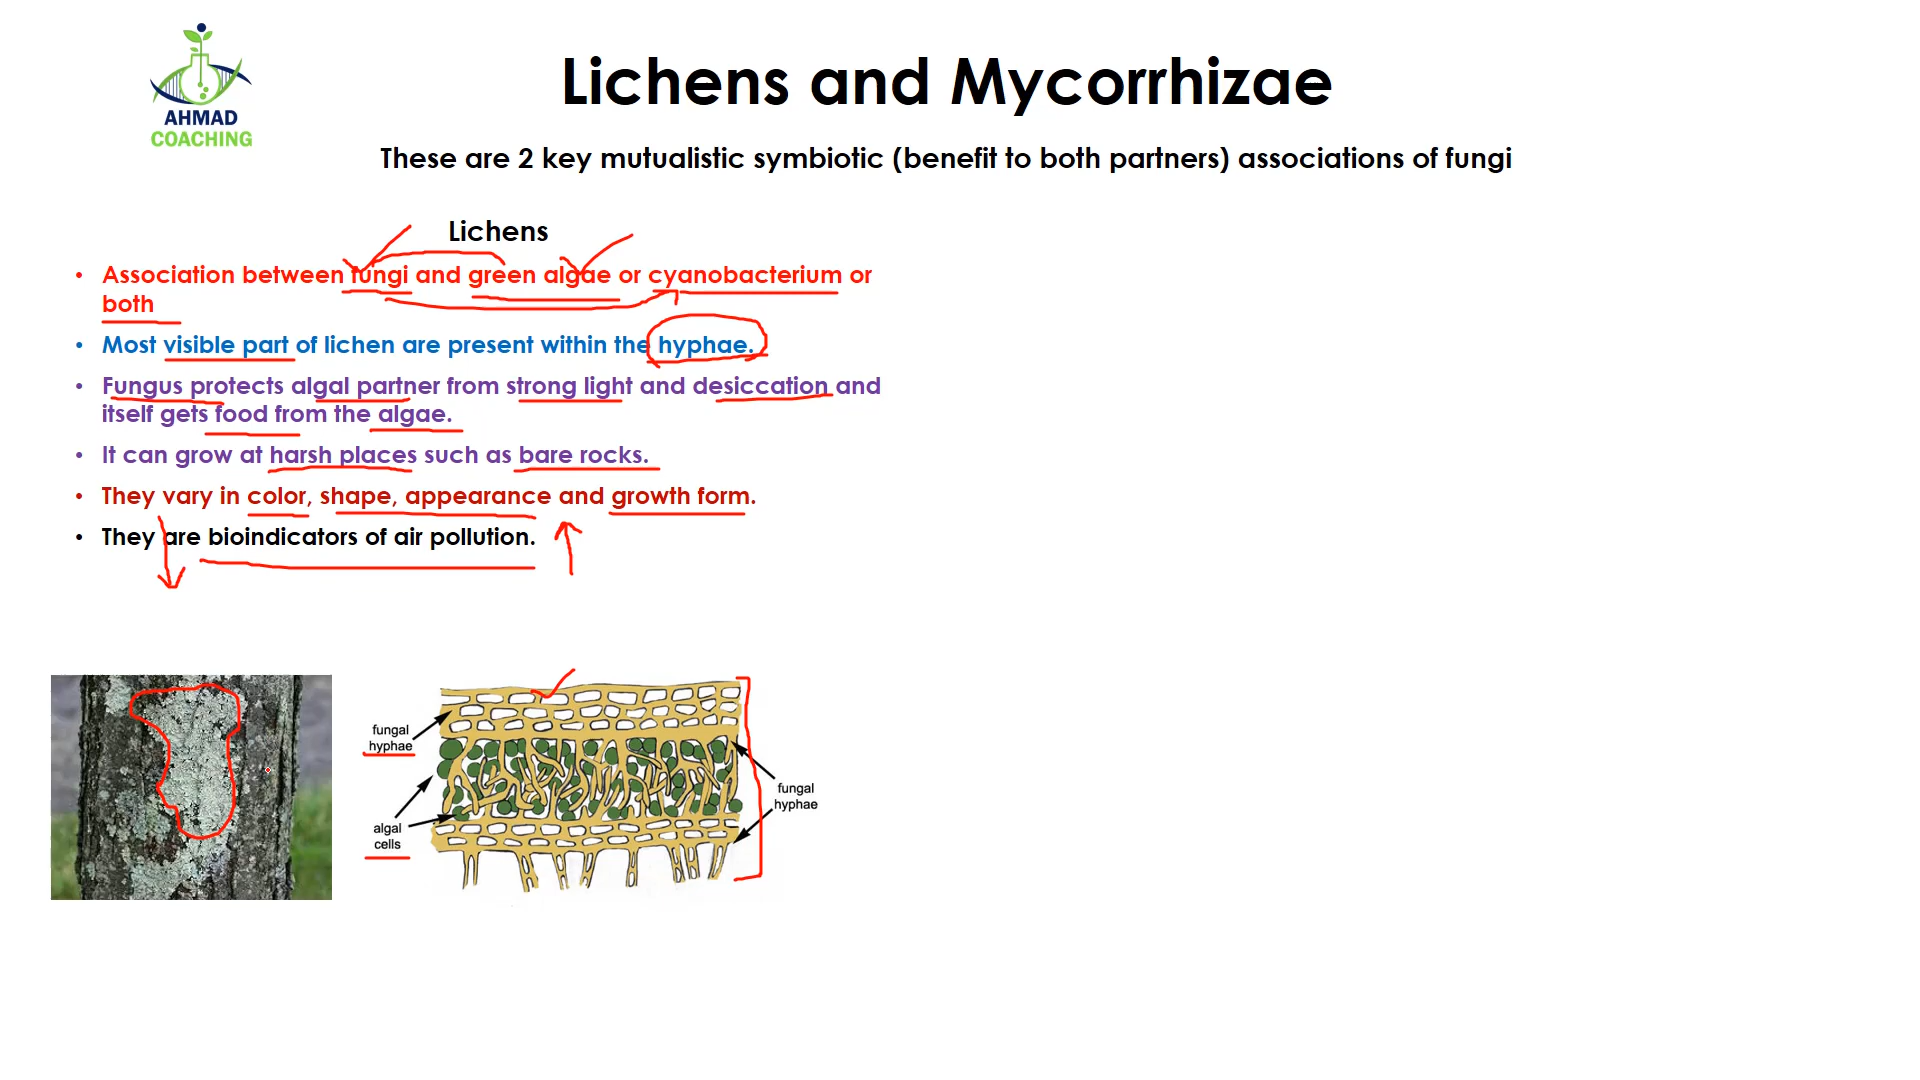 AHMAD
COACHING
Lichens and Mycorrhizae
These are 2 key mutualistic symbiotic (benefit to both partners) associations of fungi
Lichens
• Association between fungi and green algae or cyanobacterium or
both
• Most visible part of lichen are present within the hyphae.
• Fungus protects algal partner from strong light and desiccation and
itself gets food from the algae.
• It can grow at harsh places such as bare rocks.
• They vary in color, shape, appearance and growth form.
• They are bioindicators of air pollution.
fungal
hyphae
algal
cells
fungal
hyphae